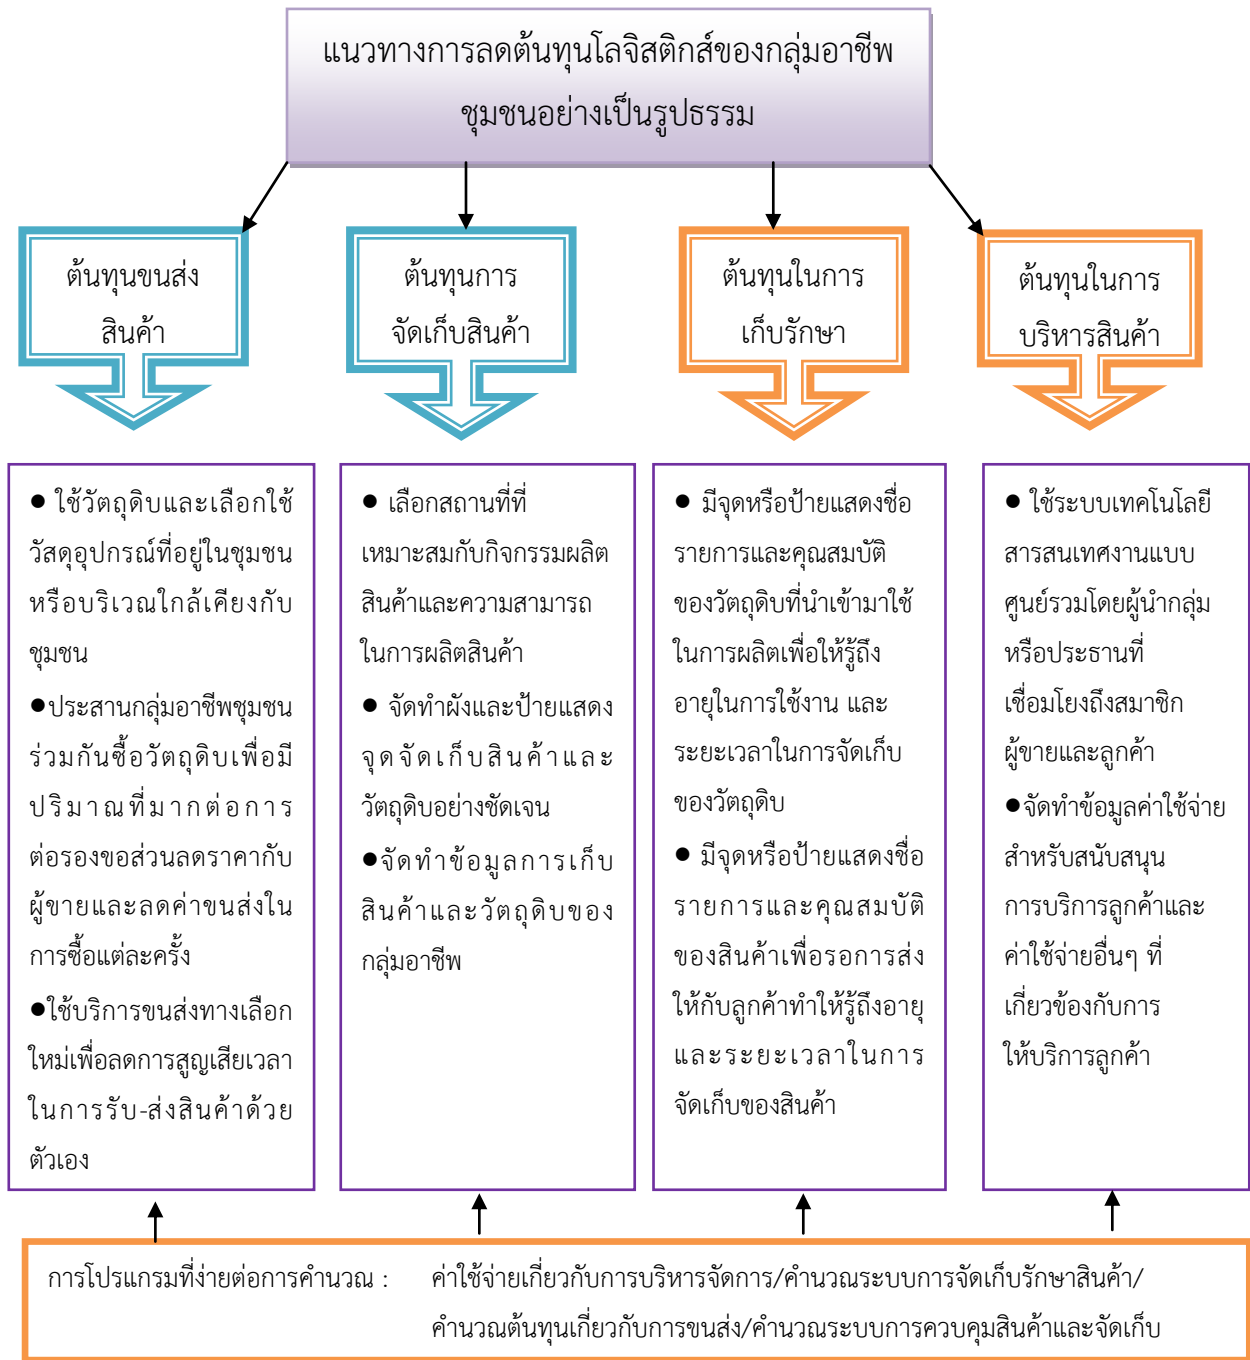 แนวทางการลดต้นทุนโลจิสติกส์ของกลุ่มอาชีพ
ชุมชนอย่างเป็นรูปธรรม
ต้นทุนขนส่ง
สินค้า
ต้นทุนการ
จัดเก็บสินค้า
ต้นทุนในการ
เก็บรักษา
ต้นทุนในการ
บริหารสินค้า
● ใช้วัตถุดิบและเลือกใช้
วัสดุอุปกรณ์ที่อยู่ในชุมชน
หรือบริเวณใกล้เคียงกับ
ชุมชน
●ประสานกลุ่มอาชีพชุมชน
ร่วมกันซื้อวัตถุดิบเพื่อมี
ปริมาณที่มากต่อการ
ต่อรองขอส่วนลดราคากับ
ผู้ขายและลดค่าขนส่งใน
การซื้อแต่ละครั้ง
●ใช้บริการขนส่งทางเลือก
ใหม่เพื่อลดการสูญเสียเวลา
ในการรับ-ส่งสินค้าด้วย
ตัวเอง
● เลือกสถานที่ที่
เหมาะสมกับกิจกรรมผลิต
สินค้าและความสามารถ
ในการผลิตสินค้า
● จัดทำผังและป้ายแสดง
จุดจัดเก็บสินค้าและ
วัตถุดิบอย่างชัดเจน
●จัดทำข้อมูลการเก็บ
สินค้าและวัตถุดิบของ
กลุ่มอาชีพ
● มีจุดหรือป้ายแสดงชื่อ
รายการและคุณสมบัติ
ของวัตถุดิบที่นำเข้ามาใช้
ในการผลิตเพื่อให้รู้ถึง
อายุในการใช้งาน และ
ระยะเวลาในการจัดเก็บ
ของวัตถุดิบ
● มีจุดหรือป้ายแสดงชื่อ
รายการและคุณสมบัติ
ของสินค้าเพื่อรอการส่ง
ให้กับลูกค้าทำให้รู้ถึงอายุ
และระยะเวลาในการ
จัดเก็บของสินค้า
● ใช้ระบบเทคโนโลยี
สารสนเทศงานแบบ
ศูนย์รวมโดยผู้นำกลุ่ม
หรือประธานที่
เชื่อมโยงถึงสมาชิก
ผู้ขายและลูกค้า
●จัดทำข้อมูลค่าใช้จ่าย
สำหรับสนับสนุน
การบริการลูกค้าและ
ค่าใช้จ่ายอื่นๆ ที่
เกี่ยวข้องกับการ
ให้บริการลูกค้า
การโปรแกรมที่ง่ายต่อการคำนวณ : ค่าใช้จ่ายเกี่ยวกับการบริหารจัดการ/คำนวณระบบการจัดเก็บรักษาสินค้า/
คำนวณต้นทุนเกี่ยวกับการขนส่ง/คำนวณระบบการควบคุมสินค้าและจัดเก็บ